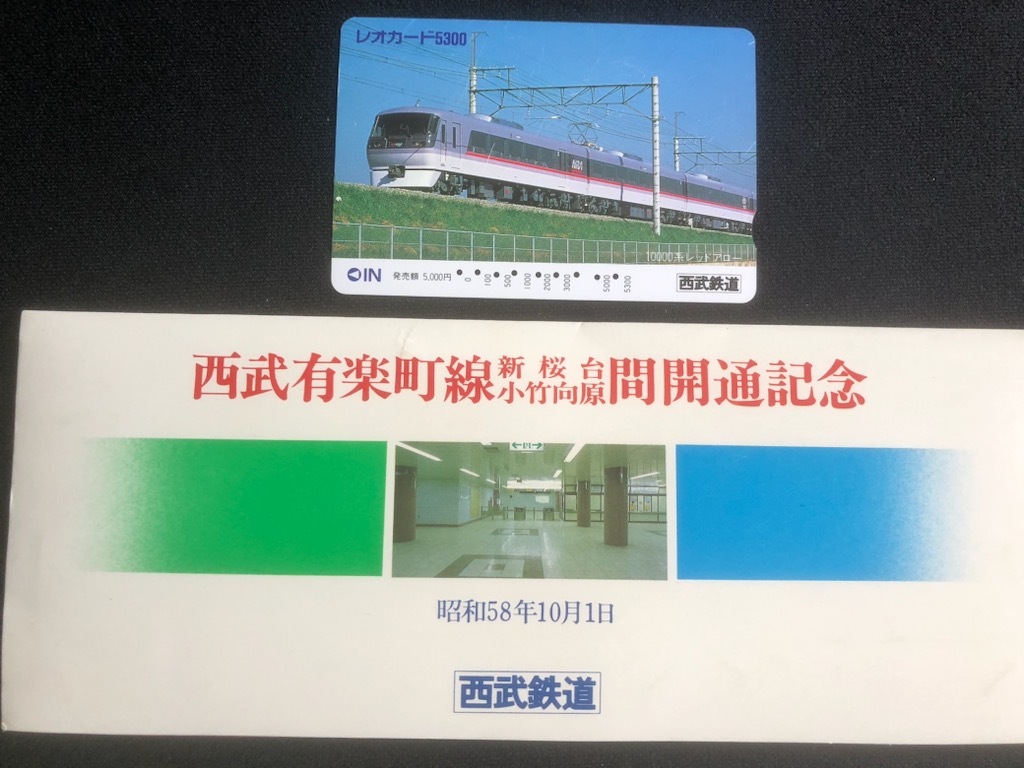 レオカード5300
10000系レッドアロー
IN 発売額 5,000円 0 100 500 1000 2000 3000 5000 5300 西武鉄道
西武有楽町線新桜台小竹向原間開通記念
昭和58年10月1日
西武鉄道